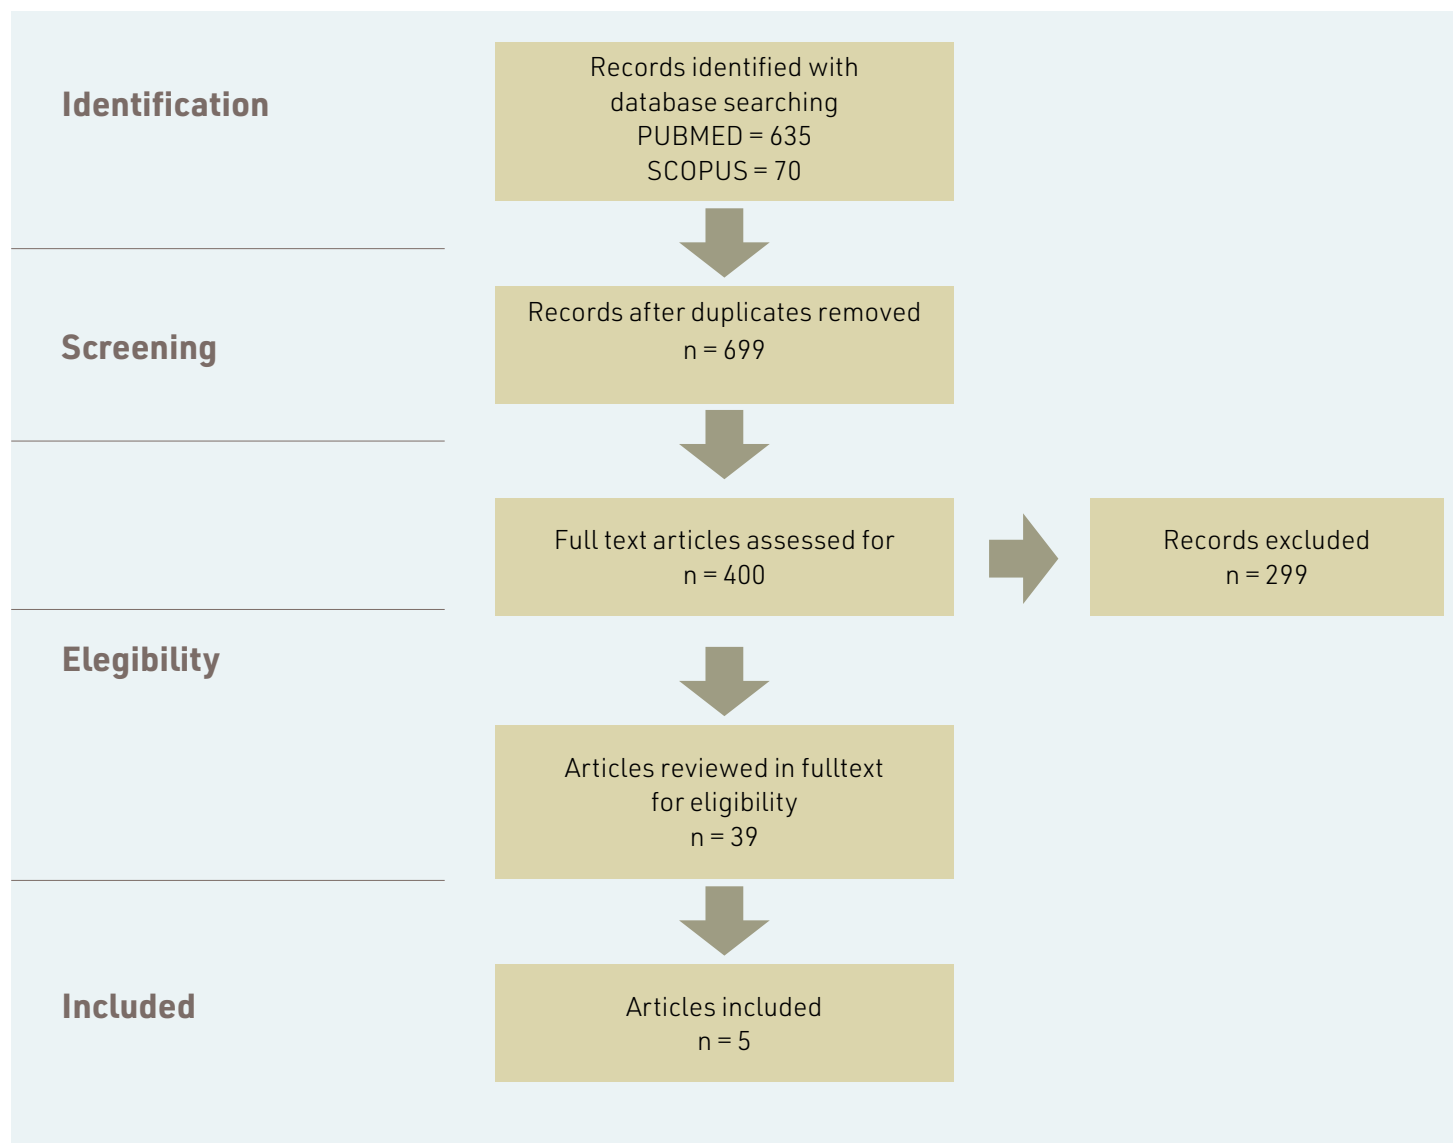 Identification
Records identified with
database searching
PUBMED = 635
SCOPUS = 70
Screening
Records after duplicates removed
n = 699
Full text articles assessed for
n = 400
Records excluded
n = 299
Elegibility
Articles reviewed in fulltext
for eligibility
n = 39
Included
Articles included
n = 5